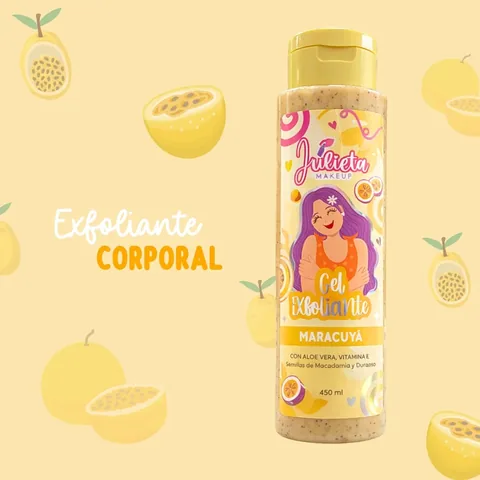 Exfoliante
CORPORAL
Julieta
MAKEUP
Gel
Exfoliante
MARACUYÁ
CON ALOE VERA, VITAMINA E
Semillas de Macadamia y Durazno
450 ml